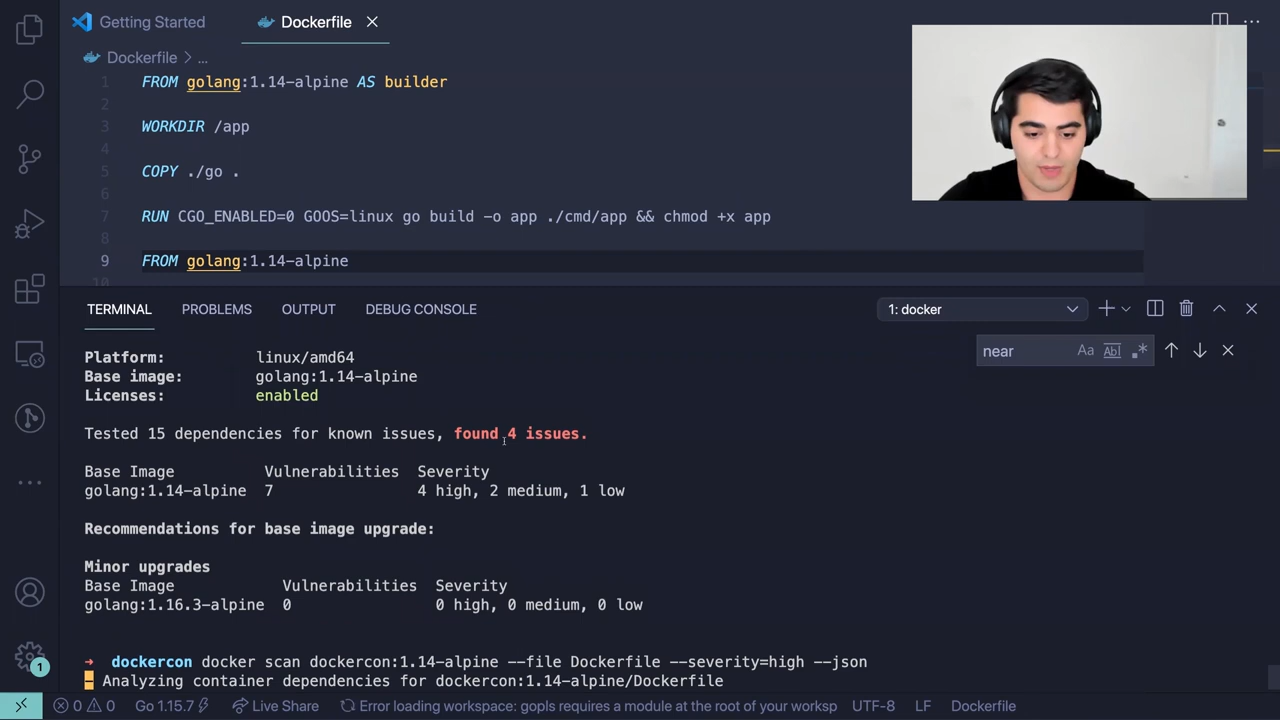 Getting Started
Dockerfile
Dockerfile > ...
1 FROM golang:1.14-alpine AS builder
2
3 WORKDIR /app
4
5 COPY ./go .
6
7 RUN CGO_ENABLED=0 GOOS=linux go build -o app ./cmd/app && chmod +x app
8
9 FROM golang:1.14-alpine
10
TERMINAL PROBLEMS OUTPUT DEBUG CONSOLE 1: docker
near Aa Abl .*
Platform: linux/amd64
Base image: golang:1.14-alpine
Licenses: enabled
Tested 15 dependencies for known issues, found 4 issues.
Base Image Vulnerabilities Severity
golang:1.14-alpine 7 4 high, 2 medium, 1 low
Recommendations for base image upgrade:
Minor upgrades
Base Image Vulnerabilities Severity
golang:1.16.3-alpine 0 0 high, 0 medium, 0 low
➜ dockercon docker scan dockercon:1.14-alpine --file Dockerfile --severity=high --json
Analyzing container dependencies for dockercon:1.14-alpine/Dockerfile
1
0 0 Go 1.15.7 Live Share Error loading workspace: gopls requires a module at the root of your worksp UTF-8 LF Dockerfile